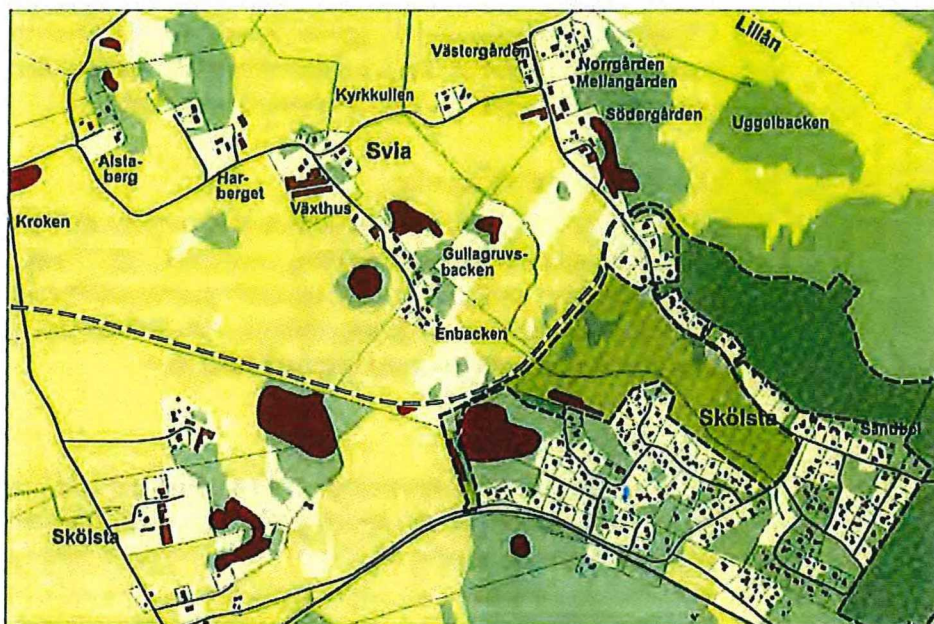 Lillån
Västergården
Norrgården
Mellangården
Kyrkkullen
Södergården
Uggelbacken
Svia
Alsta-
berg
Har-
berget
Växthus
Kroken
Gullagruvs-
backen
Enbacken
Skölsta
Sandbol
Skölsta